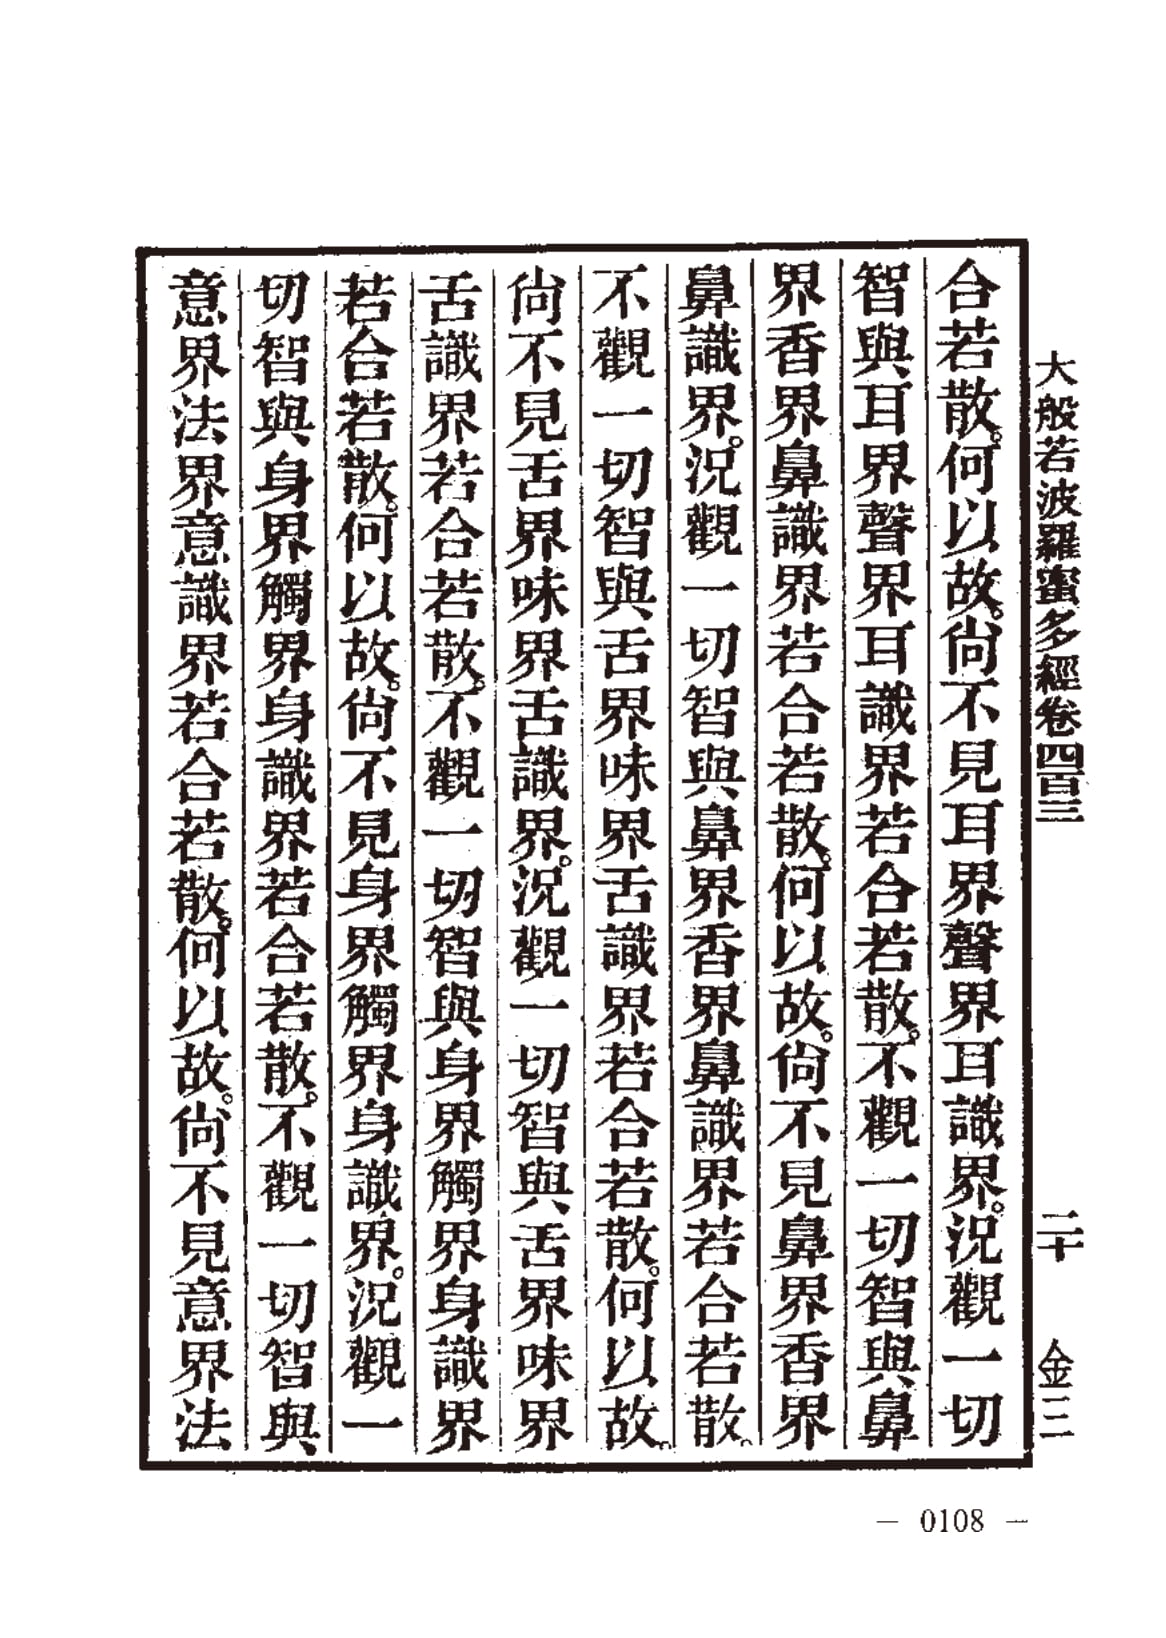 大般若波羅蜜多經卷四百三 二十 金三
合若散。何以故。尙不見耳界聲界耳識界。況觀一切
智與耳界聲界耳識界若合若散。不觀一切智與鼻
界香界鼻識界若合若散。何以故。尙不見鼻界香界
鼻識界。況觀一切智與鼻界香界鼻識界若合若散。
不觀一切智與舌界味界舌識界若合若散。何以故。
尙不見舌界味界舌識界。況觀一切智與舌界味界
舌識界若合若散。不觀一切智與身界觸界身識界
若合若散。何以故。尙不見身界觸界身識界。況觀一
切智與身界觸界身識界若合若散。不觀一切智與
意界法界意識界若合若散。何以故。尙不見意界法
— 0108 —